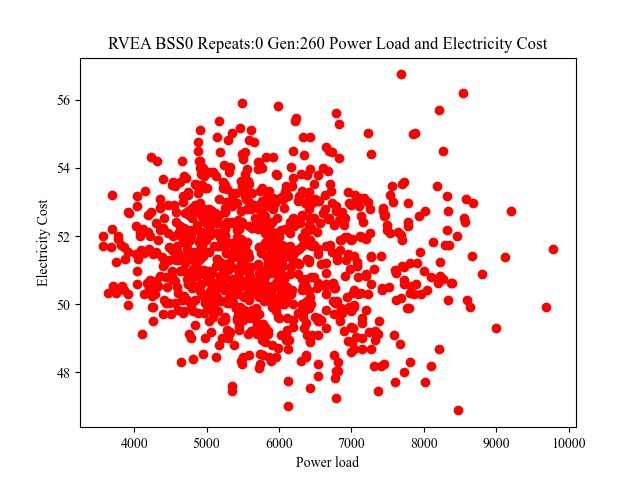 RVEA BSS0 Repeats:0 Gen:260 Power Load and Electricity Cost
56
54
52
50
48
Electricity Cost
4000 5000 6000 7000 8000 9000 10000
Power load